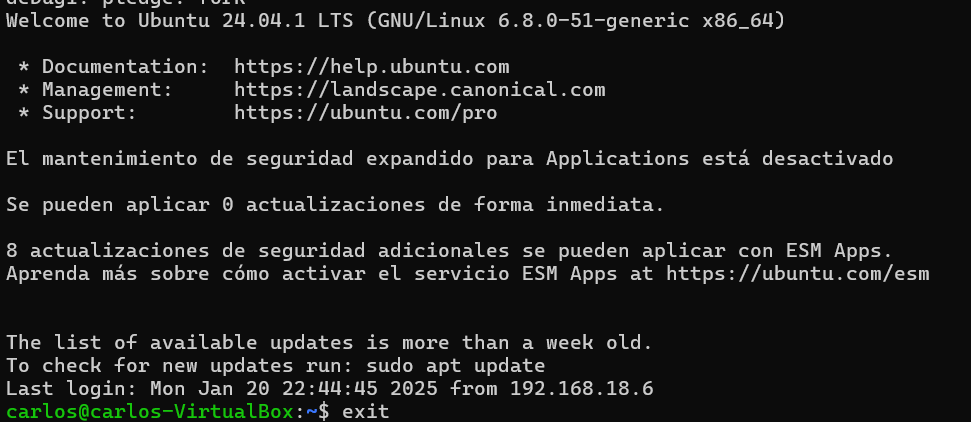 debug1: pledge: fork
Welcome to Ubuntu 24.04.1 LTS (GNU/Linux 6.8.0-51-generic x86_64)
* Documentation:  https://help.ubuntu.com
* Management:     https://landscape.canonical.com
* Support:        https://ubuntu.com/pro
El mantenimiento de seguridad expandido para Applications está desactivado
Se pueden aplicar 0 actualizaciones de forma inmediata.
8 actualizaciones de seguridad adicionales se pueden aplicar con ESM Apps.
Aprenda más sobre cómo activar el servicio ESM Apps at https://ubuntu.com/esm
The list of available updates is more than a week old.
To check for new updates run: sudo apt update
Last login: Mon Jan 20 22:44:45 2025 from 192.168.18.6
carlos@carlos-VirtualBox:~$ exit